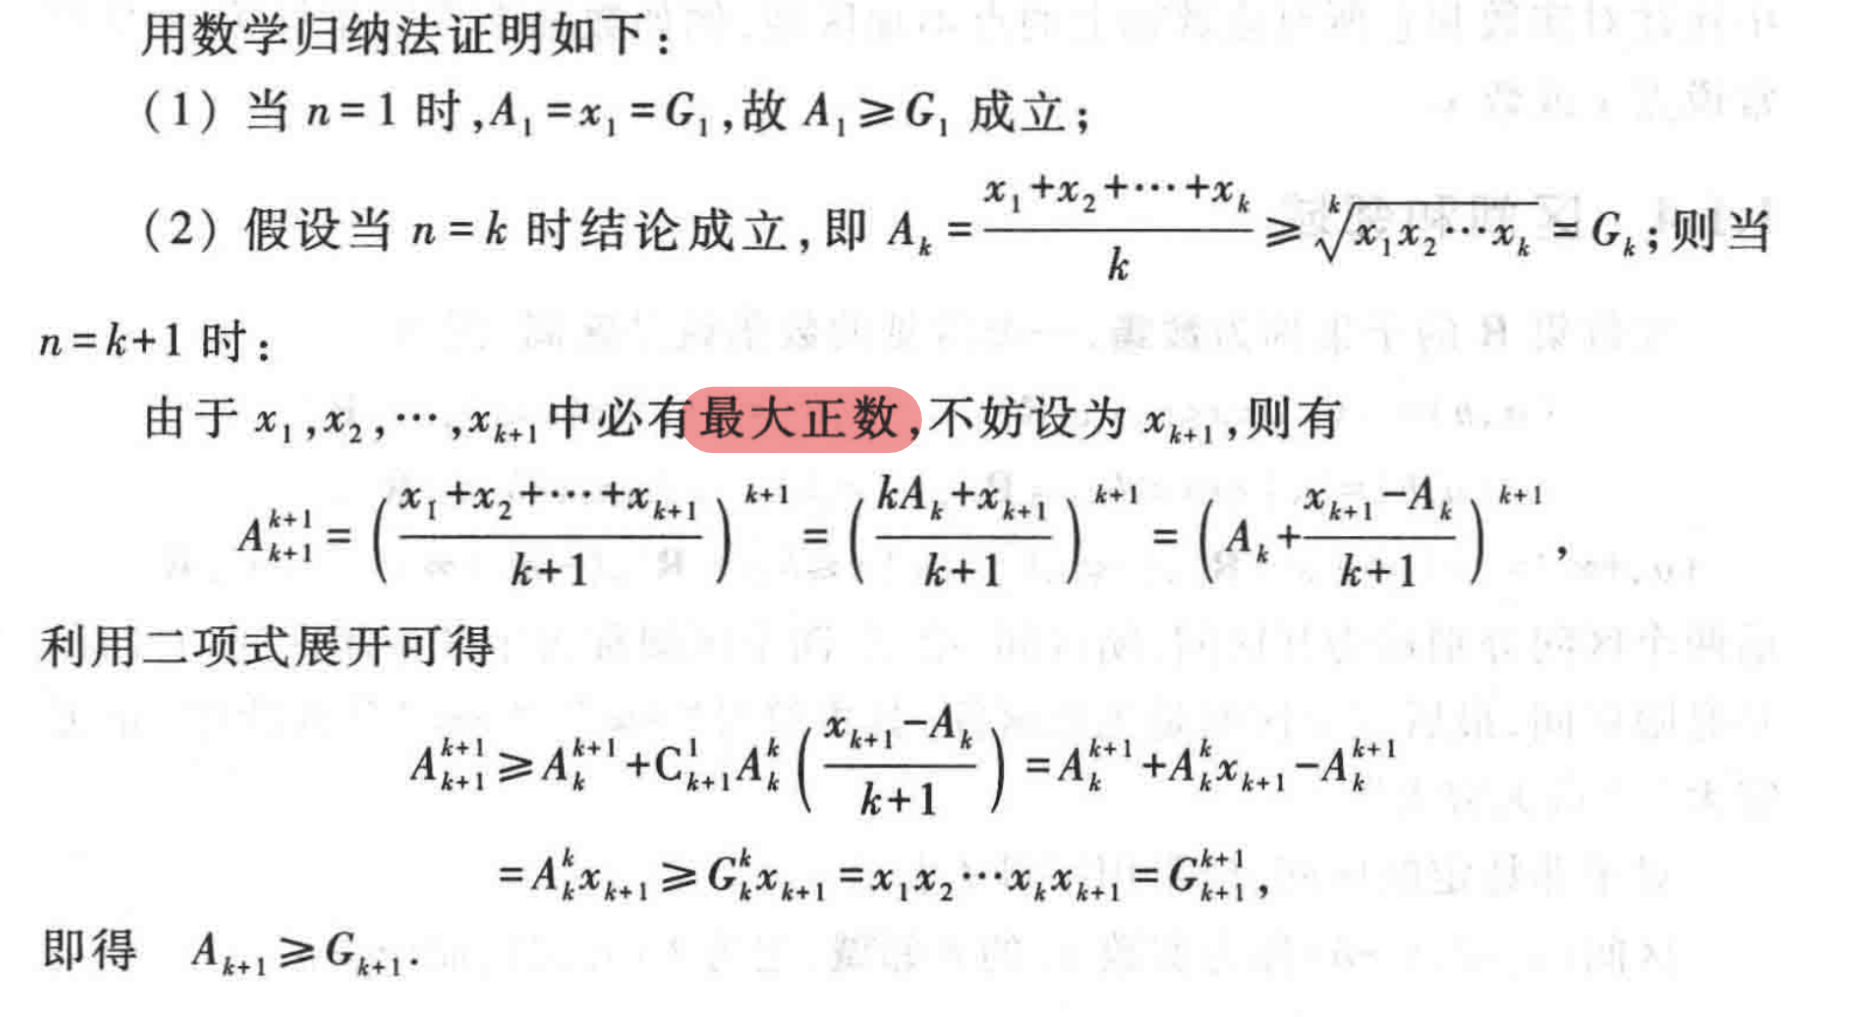 用数学归纳法证明如下：
（1）当 n=1 时，A₁=x₁=G₁，故 A₁⩾G₁ 成立；
（2）假设当 n=k 时结论成立，即 $A_k=\frac{x_1+x_2+\cdots+x_k}{k}\geqslant\sqrt[k]{x_1x_2\cdots x_k}=G_k$；则当
n=k+1 时：
由于 $x_1,x_2,\cdots,x_{k+1}$ 中必有最大正数，不妨设为 $x_{k+1}$，则有
$A_{k+1}^{k+1}=\left(\frac{x_1+x_2+\cdots+x_{k+1}}{k+1}\right)^{k+1}=\left(\frac{kA_k+x_{k+1}}{k+1}\right)^{k+1}=\left(A_k+\frac{x_{k+1}-A_k}{k+1}\right)^{k+1}$，
利用二项式展开可得
$A_{k+1}^{k+1}\geqslant A_k^{k+1}+C_{k+1}^1A_k^k\left(\frac{x_{k+1}-A_k}{k+1}\right)=A_k^{k+1}+A_k^kx_{k+1}-A_k^{k+1}$
$=A_k^kx_{k+1}\geqslant G_k^kx_{k+1}=x_1x_2\cdots x_kx_{k+1}=G_{k+1}^{k+1}$，
即得 $A_{k+1}\geqslant G_{k+1}$.